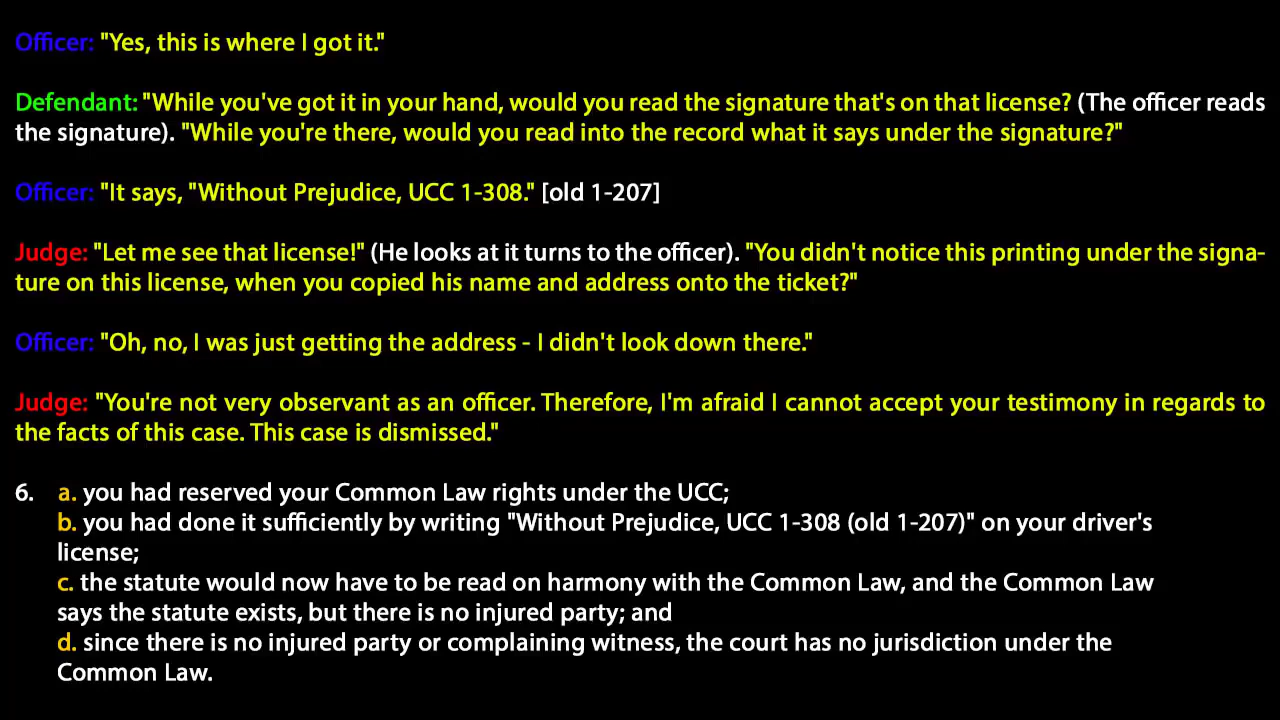 Officer: "Yes, this is where I got it."
Defendant: "While you've got it in your hand, would you read the signature that's on that license? (The officer reads
the signature). "While you're there, would you read into the record what it says under the signature?"
Officer: "It says, "Without Prejudice, UCC 1-308." [old 1-207]
Judge: "Let me see that license!" (He looks at it turns to the officer). "You didn't notice this printing under the signa-
ture on this license, when you copied his name and address onto the ticket?"
Officer: "Oh, no, I was just getting the address - I didn't look down there."
Judge: "You're not very observant as an officer. Therefore, I'm afraid I cannot accept your testimony in regards to
the facts of this case. This case is dismissed."
6. a. you had reserved your Common Law rights under the UCC;
b. you had done it sufficiently by writing "Without Prejudice, UCC 1-308 (old 1-207)" on your driver's
license;
c. the statute would now have to be read on harmony with the Common Law, and the Common Law
says the statute exists, but there is no injured party; and
d. since there is no injured party or complaining witness, the court has no jurisdiction under the
Common Law.